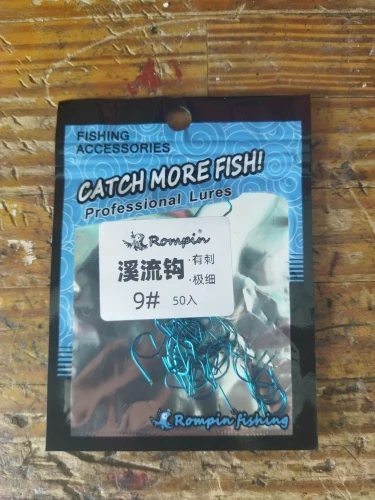 FISHING
ACCESSORIES
CATCH MORE FISH!
Professional Lures
Rompin®
溪流钩 ·有刺
·极细
9# 50入
Rompin fishing